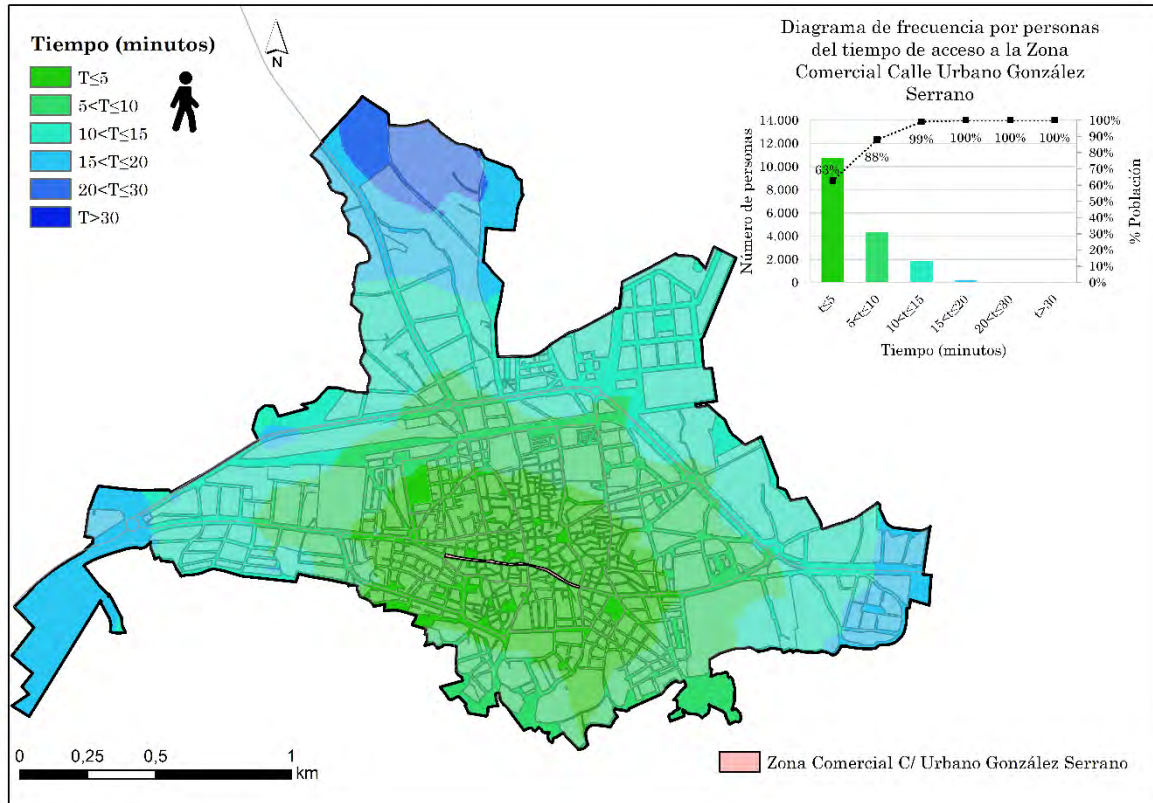 Tiempo (minutos)
T≤5
5<T≤10
10<T≤15
15<T≤20
20<T≤30
T>30
N
Diagrama de frecuencia por personas
del tiempo de acceso a la Zona
Comercial Calle Urbano González
Serrano
Número de personas
14.000
12.000
10.000
8.000
6.000
4.000
2.000
0
63%
88%
99%
100%
100%
100%
100%
90%
80%
70%
60%
50%
40%
30%
20%
10%
0%
% Población
t≤5
5<t≤10
10<t≤15
15<t≤20
20<t≤30
t>30
Tiempo (minutos)
0 0,25 0,5 1
km
Zona Comercial C/ Urbano González Serrano